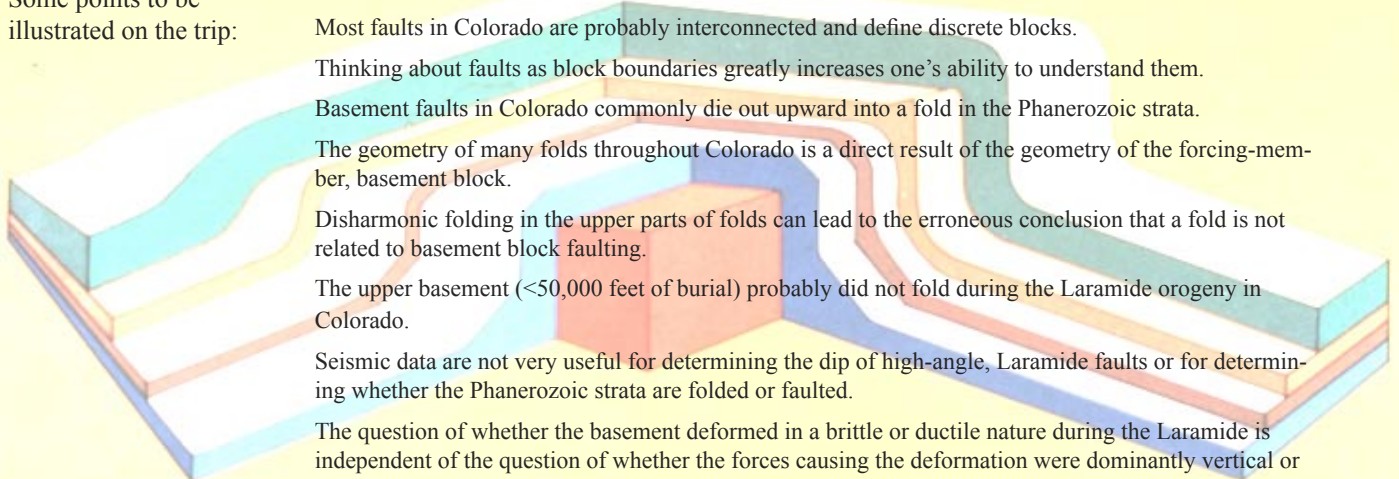 Some points to be
illustrated on the trip:
Most faults in Colorado are probably interconnected and define discrete blocks.
Thinking about faults as block boundaries greatly increases one's ability to understand them.
Basement faults in Colorado commonly die out upward into a fold in the Phanerozoic strata.
The geometry of many folds throughout Colorado is a direct result of the geometry of the forcing-mem-
ber, basement block.
Disharmonic folding in the upper parts of folds can lead to the erroneous conclusion that a fold is not
related to basement block faulting.
The upper basement (<50,000 feet of burial) probably did not fold during the Laramide orogeny in
Colorado.
Seismic data are not very useful for determining the dip of high-angle, Laramide faults or for determin-
ing whether the Phanerozoic strata are folded or faulted.
The question of whether the basement deformed in a brittle or ductile nature during the Laramide is
independent of the question of whether the forces causing the deformation were dominantly vertical or